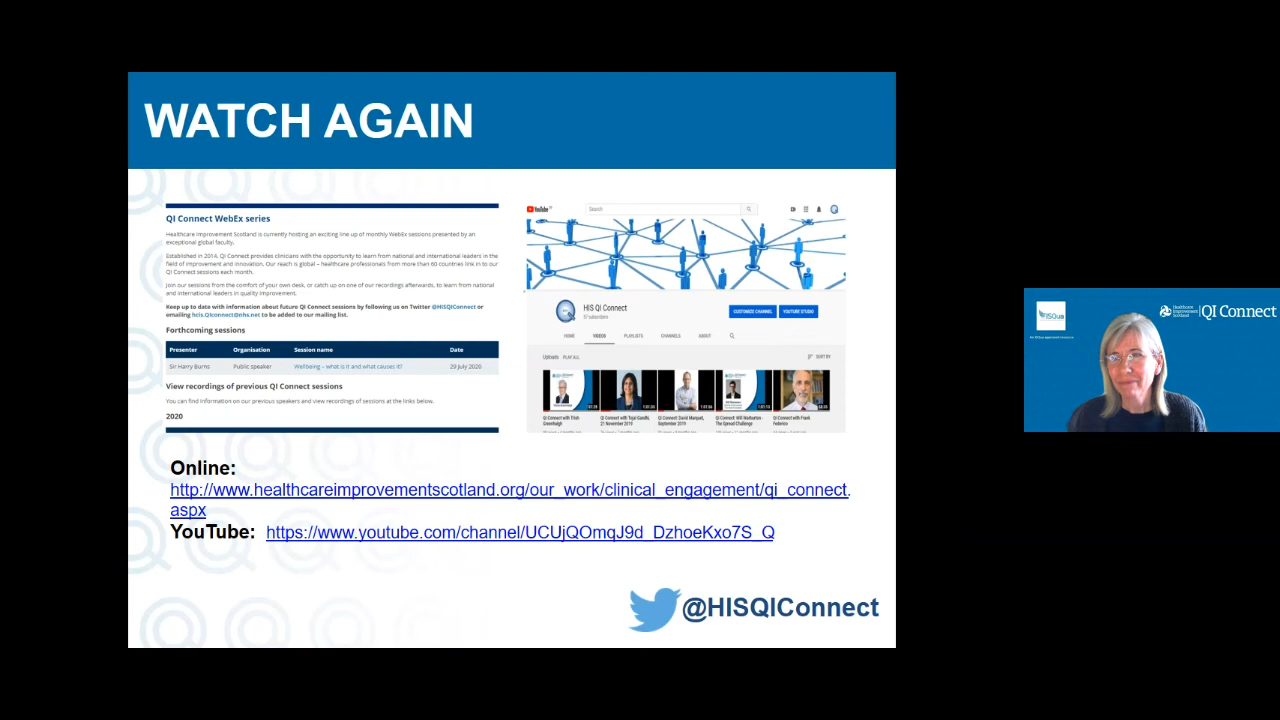 WATCH AGAIN
QI Connect WebEx series
Healthcare Improvement Scotland is currently hosting an exciting line up of monthly WebEx sessions presented by an
exceptional global faculty.
Established in 2014, QI Connect provides clinicians with the opportunity to learn from national and international leaders in the
field of improvement and innovation. Our reach is global – healthcare professionals from more than 60 countries link in to our
QI Connect sessions each month.
Join our sessions from the comfort of your own desk, or catch up on one of our recordings afterwards, to learn from national
and international leaders in quality improvement.
Keep up to date with information about future QI Connect sessions by following us on Twitter @HISQIConnect or
emailing hcis.QIconnect@nhs.net to be added to our mailing list.
Forthcoming sessions
Presenter Organisation Session name Date
Sir Harry Burns Public speaker Wellbeing – what is it and what causes it? 29 July 2020
View recordings of previous QI Connect sessions
You can find information on our previous speakers and view recordings of sessions at the links below.
2020
YouTube
Search
HIS QI Connect
subscribers
CUSTOMIZE CHANNEL YOUTUBE STUDIO
HOME VIDEOS PLAYLISTS CHANNELS ABOUT
Uploads PLAY ALL SORT BY
QI Connect with Trish Greenhalgh
QI Connect with Tejal Gandhi, 21 November 2019
QI Connect: David Marquet, September 2019
QI Connect: Will Warburton - The Spread Challenge
QI Connect with Frank Federico
Online:
http://www.healthcareimprovementscotland.org/our_work/clinical_engagement/qi_connect.
aspx
YouTube: https://www.youtube.com/channel/UCUjQOmqJ9d_DzhoeKxo7S_Q
@HISQIConnect
ISQua
Healthcare
Improvement
Scotland
QI Connect